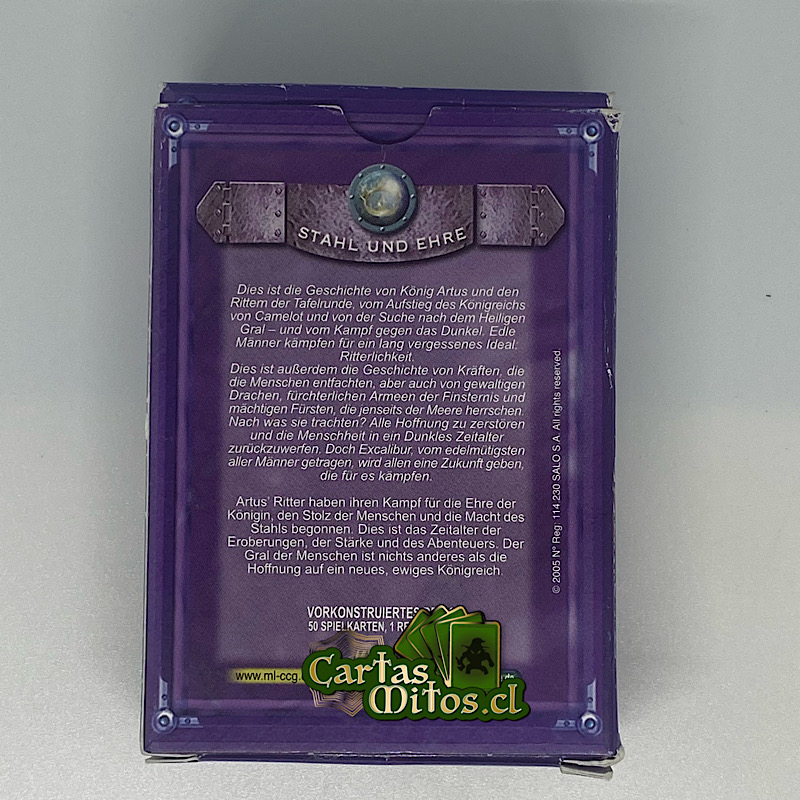 STAHL UND EHRE
Dies ist die Geschichte von König Artus und den
Rittern der Tafelrunde, vom Aufstieg des Königreichs
von Camelot und von der Suche nach dem Heiligen
Gral – und vom Kampf gegen das Dunkel. Edle
Männer kämpfen für ein lang vergessenes Ideal:
Ritterlichkeit.
Dies ist außerdem die Geschichte von Kräften, die
die Menschen entfachten, aber auch von gewaltigen
Drachen, fürchterlichen Armeen der Finsternis und
mächtigen Fürsten, die jenseits der Meere herrschen.
Nach was sie trachten? Alle Hoffnung zu zerstören
und die Menschheit in ein Dunkles Zeitalter
zurückzuwerfen. Doch Excalibur, vom edelmütigsten
aller Männer getragen, wird allen eine Zukunft geben,
die für es kämpfen.
Artus' Ritter haben ihren Kampf für die Ehre der
Königin, den Stolz der Menschen und die Macht des
Stahls begonnen. Dies ist das Zeitalter der
Eroberungen, der Stärke und des Abenteuers. Der
Gral der Menschen ist nichts anderes als die
Hoffnung auf ein neues, ewiges Königreich.
VORKONSTRUIERTES
50 SPIELKARTEN, 1
www.ml-ccg.
Cartas
Mitos.cl
© 2005 N° Reg: 114.230 SALO S.A. All rights reserved.